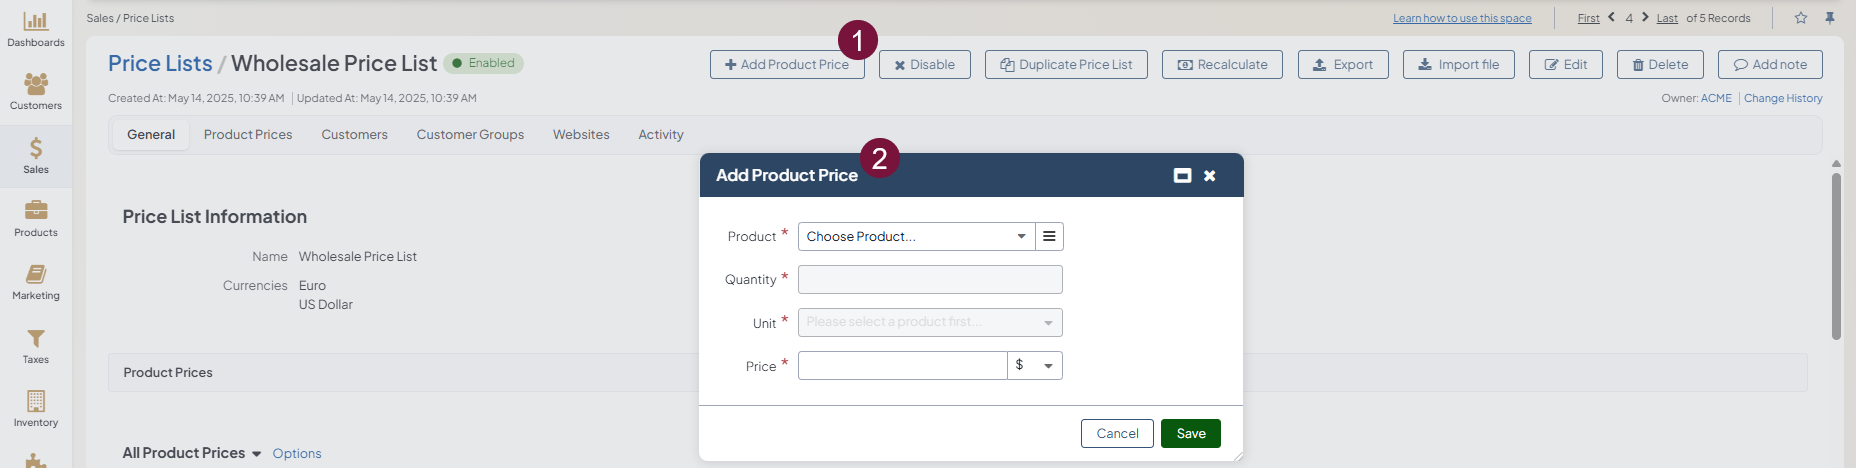 Dashboards
Customers
Sales
Products
Marketing
Taxes
Inventory
Sales / Price Lists
Learn how to use this space
First 4 Last of 5 Records
Price Lists / Wholesale Price List Enabled
1
Add Product Price Disable Duplicate Price List Recalculate Export Import file Edit Delete Add note
Created At: May 14, 2025, 10:39 AM | Updated At: May 14, 2025, 10:39 AM
Owner: ACME | Change History
General Product Prices Customers Customer Groups Websites Activity
Price List Information
Name Wholesale Price List
Currencies Euro
US Dollar
Product Prices
All Product Prices Options
2
Add Product Price
Product * Choose Product...
Quantity *
Unit * Please select a product first...
Price * $
Cancel Save